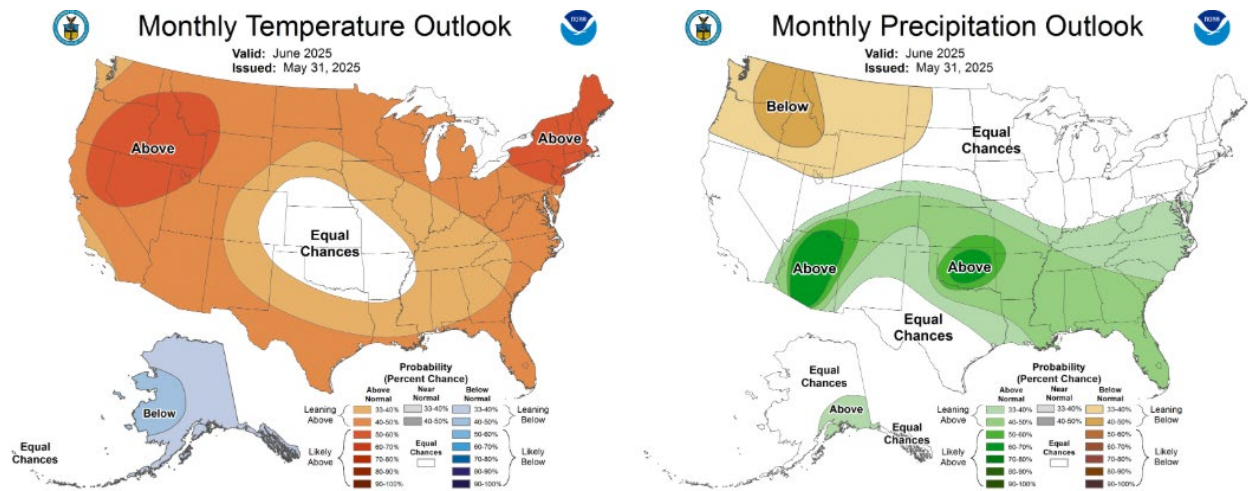 Monthly Temperature Outlook
Valid: June 2025
Issued: May 31, 2025
Above
Above
Equal
Chances
Below
Equal
Chances
Probability
(Percent Chance)
Above
Normal
Near
Normal
Below
Normal
Leaning
Above
33-40%
33-40%
33-40%
Leaning
Below
40-50%
40-50%
40-50%
Likely
Above
50-60%
Equal
Chances
50-60%
Likely
Below
60-70%
60-70%
70-80%
70-80%
80-90%
80-90%
90-100%
90-100%
noaa
Monthly Precipitation Outlook
Valid: June 2025
Issued: May 31, 2025
Below
Equal
Chances
Above
Above
Equal
Chances
Equal
Chances
Above
Equal
Chances
Probability
(Percent Chance)
Above
Normal
Near
Normal
Below
Normal
Leaning
Above
33-40%
33-40%
33-40%
Leaning
Below
40-50%
40-50%
40-50%
Likely
Above
50-60%
Equal
Chances
50-60%
Likely
Below
60-70%
60-70%
70-80%
70-80%
80-90%
80-90%
90-100%
90-100%
noaa